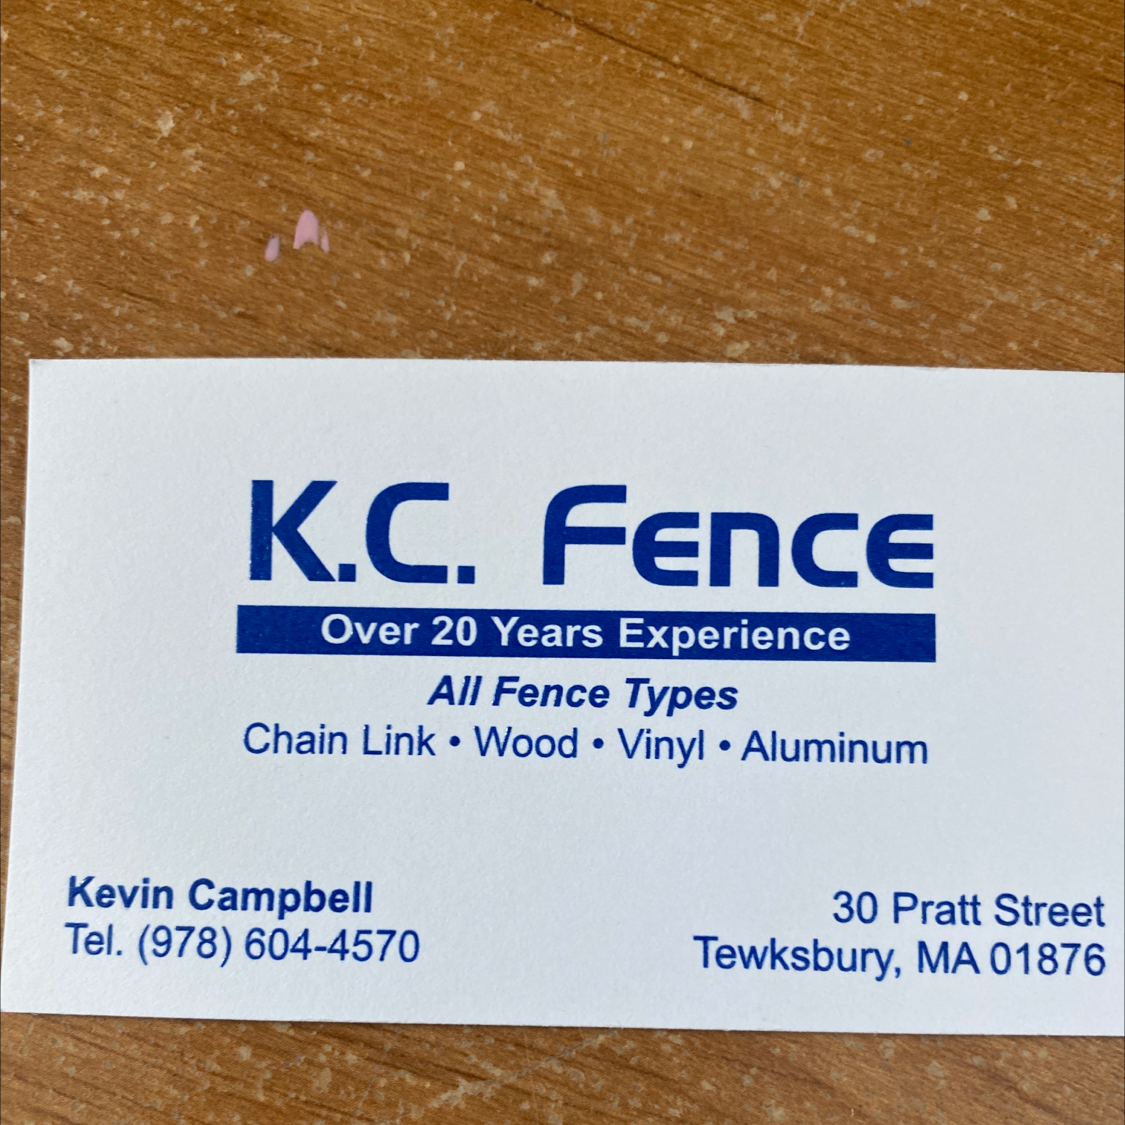 K.C. Fence
Over 20 Years Experience
All Fence Types
Chain Link • Wood • Vinyl • Aluminum
Kevin Campbell
Tel. (978) 604-4570
30 Pratt Street
Tewksbury, MA 01876